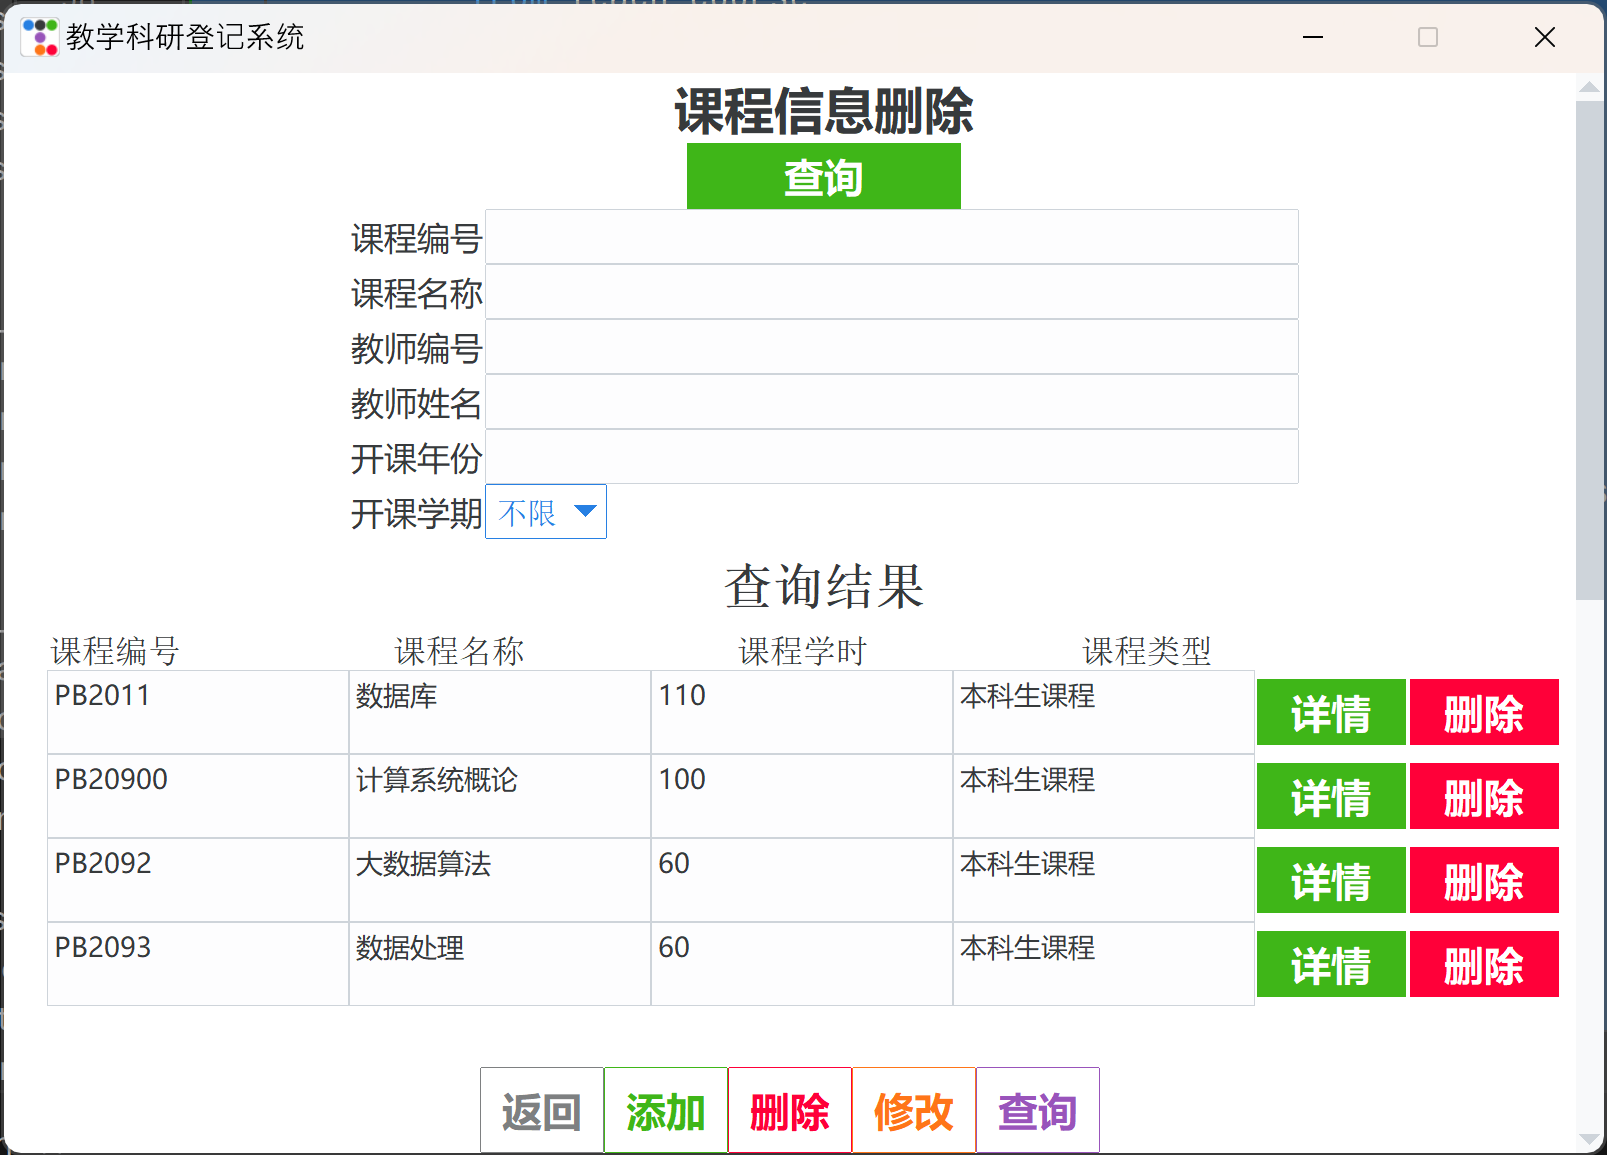 教学科研登记系统
课程信息删除
查询
课程编号
课程名称
教师编号
教师姓名
开课年份
开课学期 不限
查询结果
课程编号 课程名称 课程学时 课程类型
PB2011 数据库 110 本科生课程 详情 删除
PB20900 计算系统概论 100 本科生课程 详情 删除
PB2092 大数据算法 60 本科生课程 详情 删除
PB2093 数据处理 60 本科生课程 详情 删除
返回 添加 删除 修改 查询